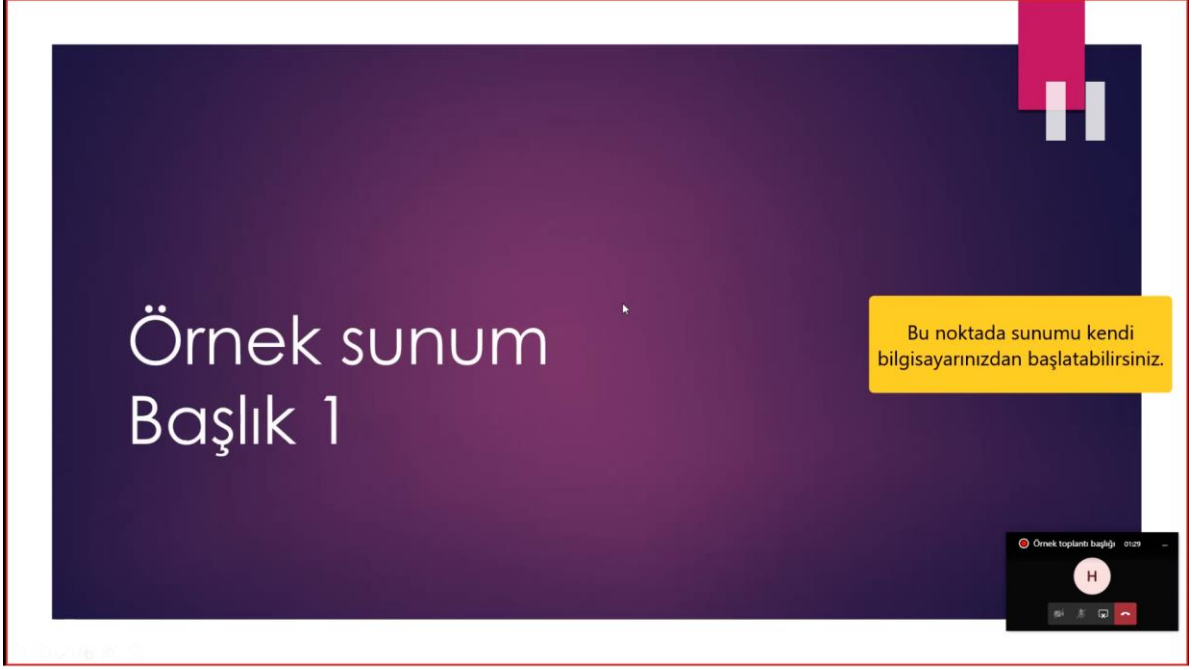 Örnek sunum
Başlık 1
Bu noktada sunumu kendi
bilgisayarınızdan başlatabilirsiniz.
Örnek toplantı başlığı 01:29
H